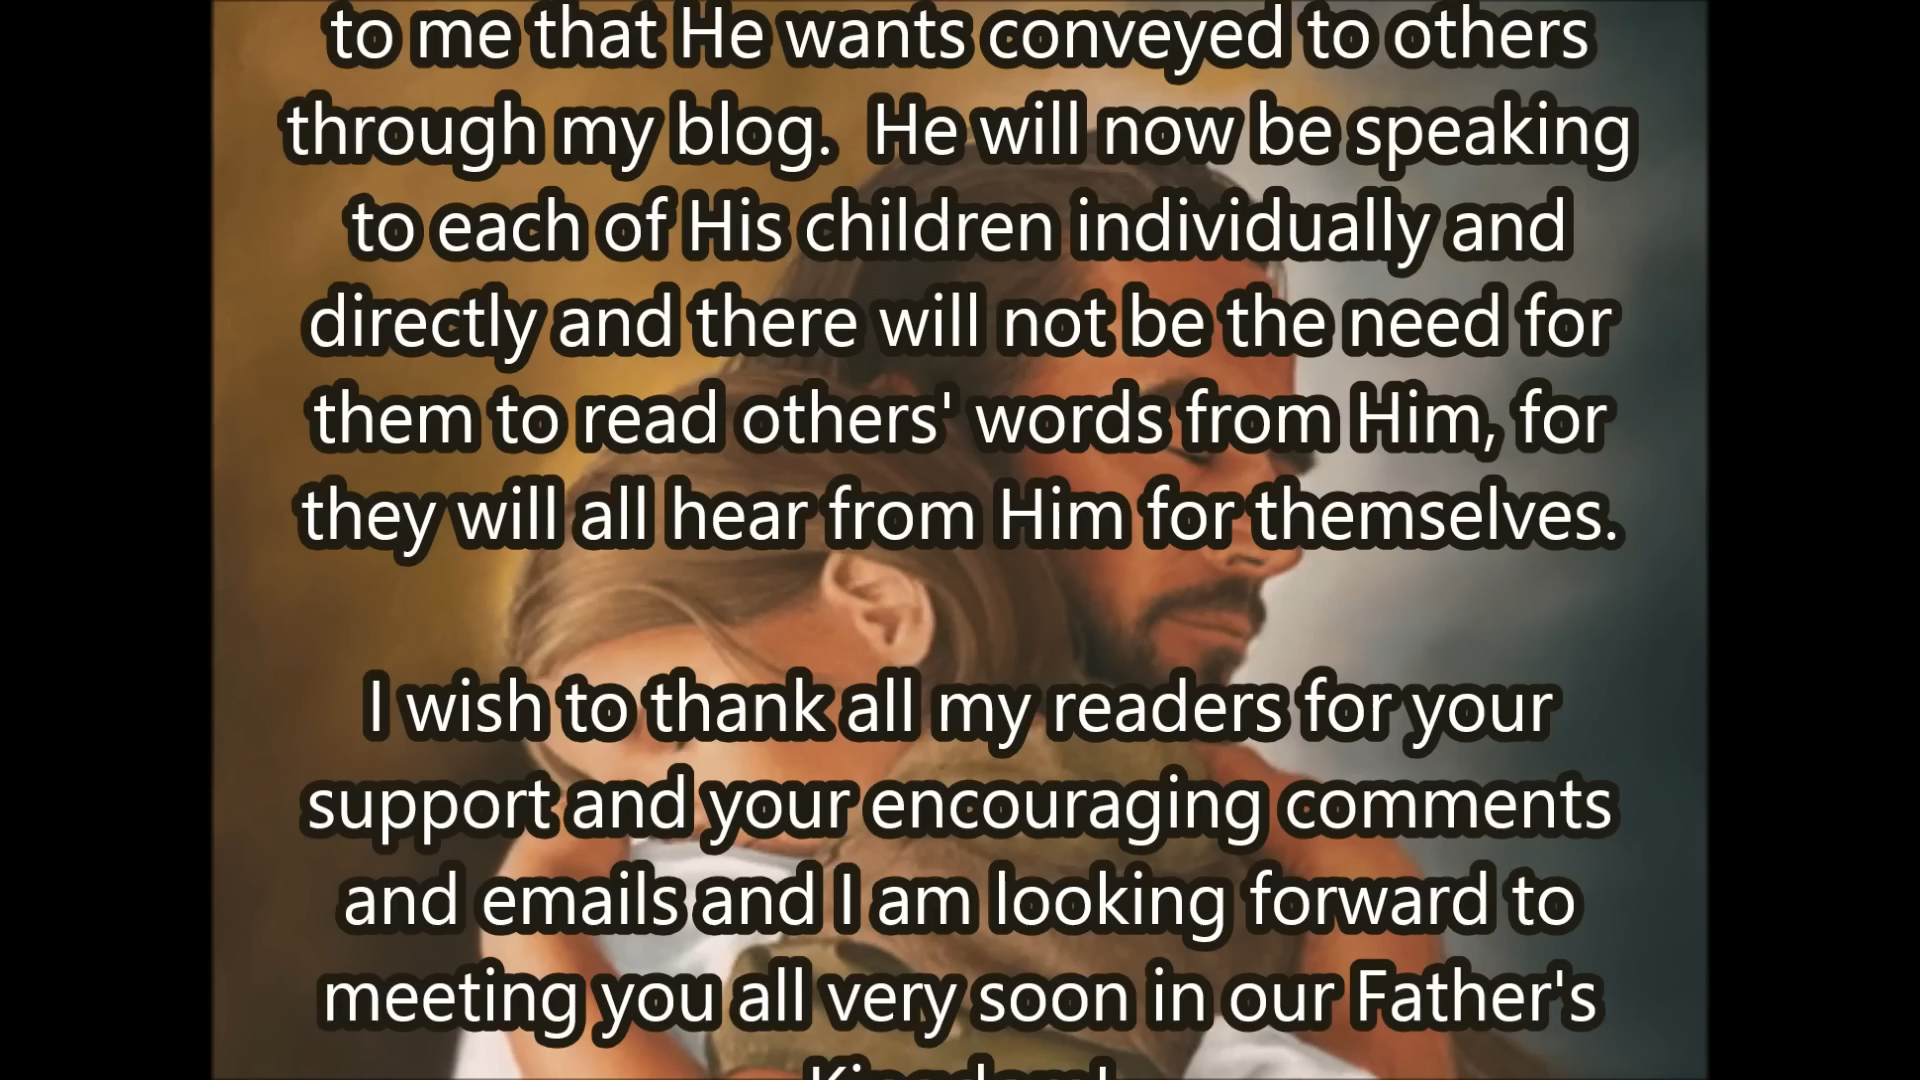 to me that He wants conveyed to others
through my blog.  He will now be speaking
to each of His children individually and
directly and there will not be the need for
them to read others' words from Him, for
they will all hear from Him for themselves.
I wish to thank all my readers for your
support and your encouraging comments
and emails and I am looking forward to
meeting you all very soon in our Father's
Kingdom!